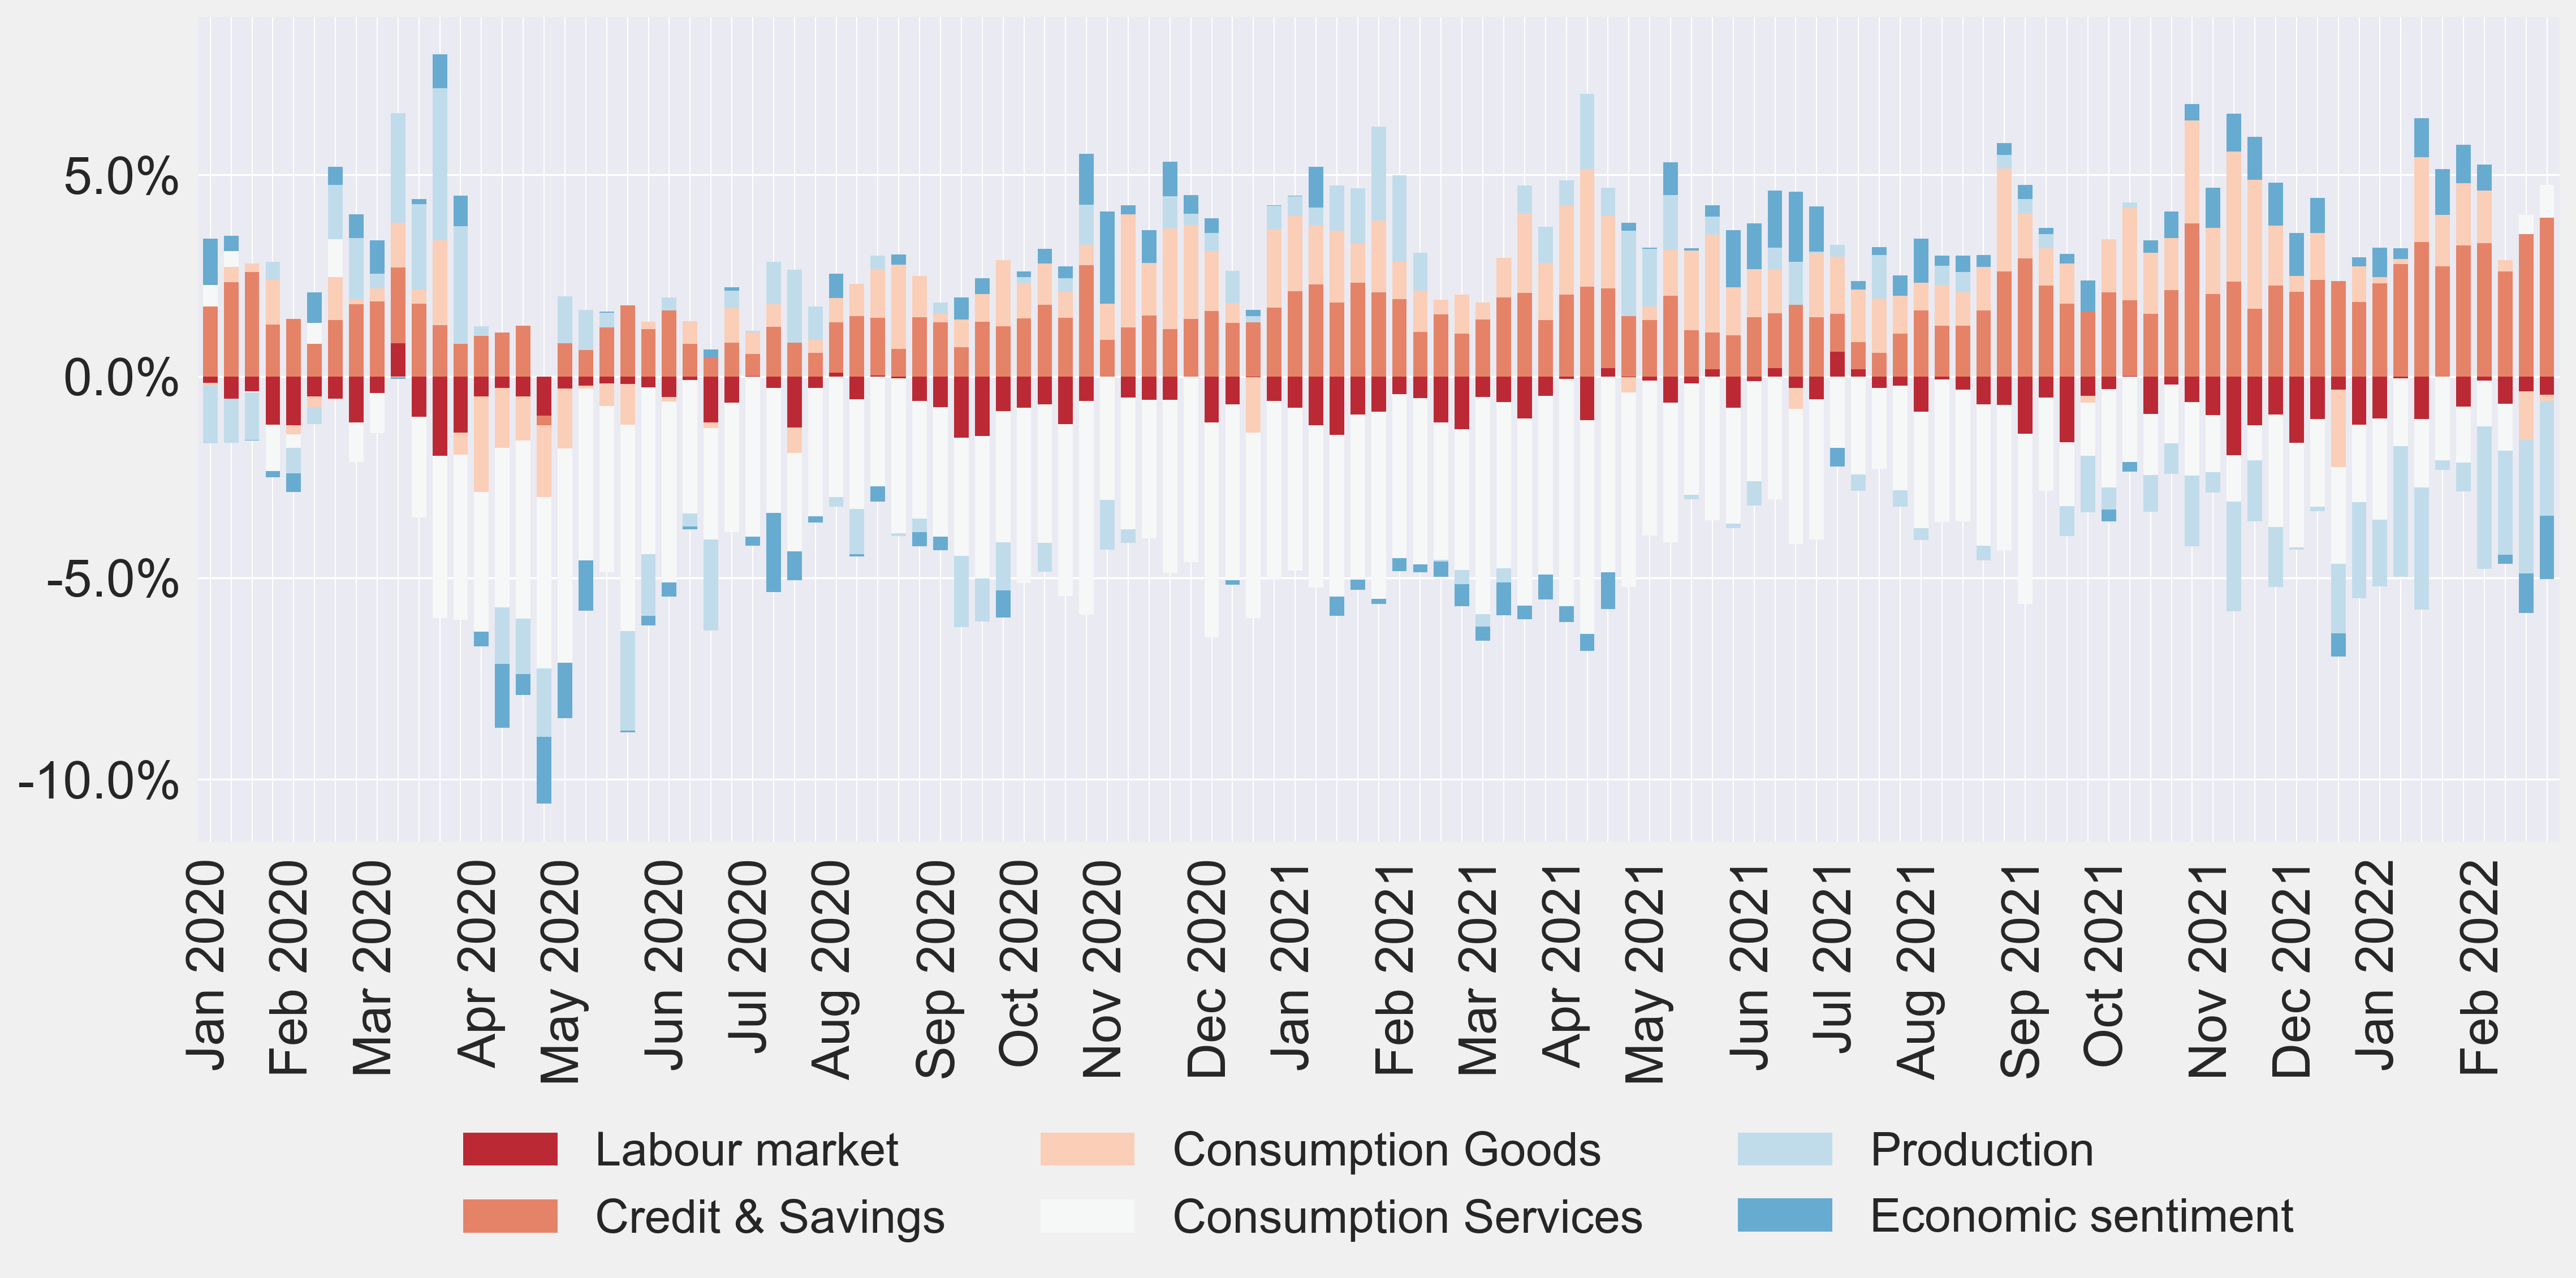 5.0%
0.0%
-5.0%
-10.0%
Jan 2020
Feb 2020
Mar 2020
Apr 2020
May 2020
Jun 2020
Jul 2020
Aug 2020
Sep 2020
Oct 2020
Nov 2020
Dec 2020
Jan 2021
Feb 2021
Mar 2021
Apr 2021
May 2021
Jun 2021
Jul 2021
Aug 2021
Sep 2021
Oct 2021
Nov 2021
Dec 2021
Jan 2022
Feb 2022
Labour market
Consumption Goods
Production
Credit & Savings
Consumption Services
Economic sentiment